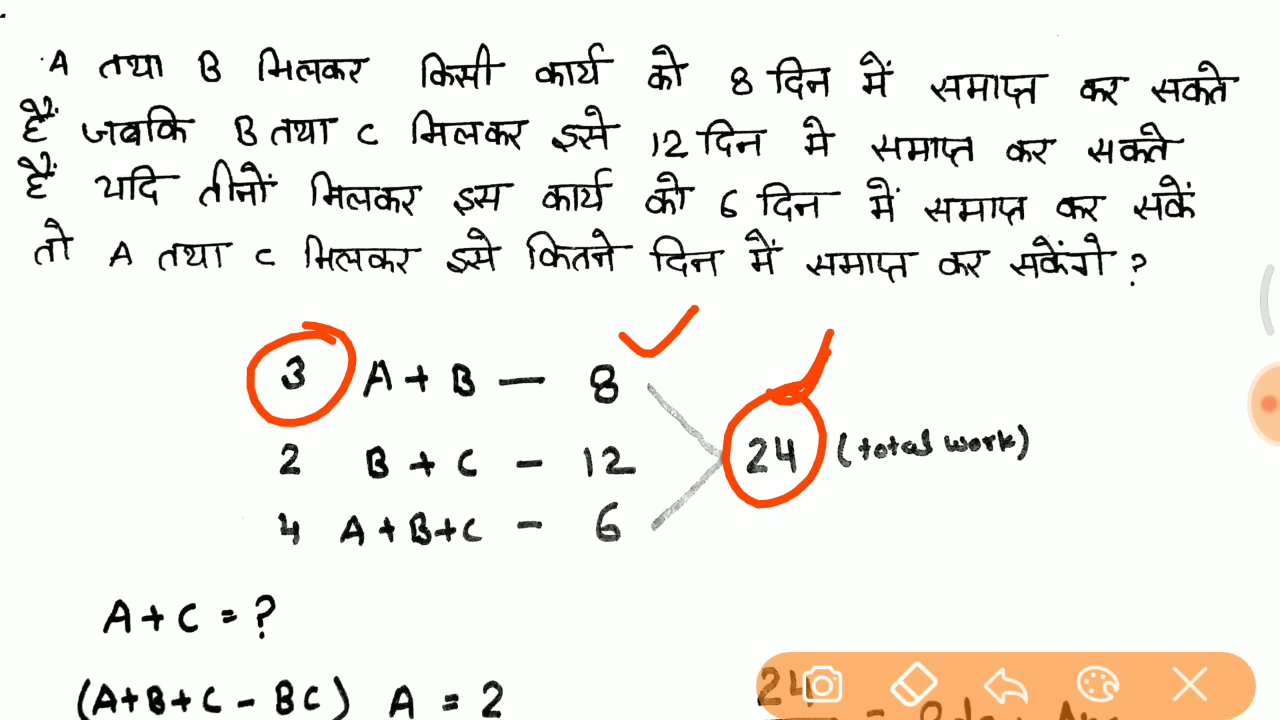 A तथा B मिलकर किसी कार्य को 8 दिन में समाप्त कर सकते
हैं जबकि B तथा C मिलकर इसे 12 दिन मे समाप्त कर सकते
हैं यदि तीनों मिलकर इस कार्य को 6 दिन में समाप्त कर सकें
तो A तथा C मिलकर इसे कितने दिन में समाप्त कर सकेंगे ?
3 A + B — 8
2 B + C - 12 24 (total work)
4 A + B + C - 6
A + C = ?
(A + B + C - BC) A = 2
24